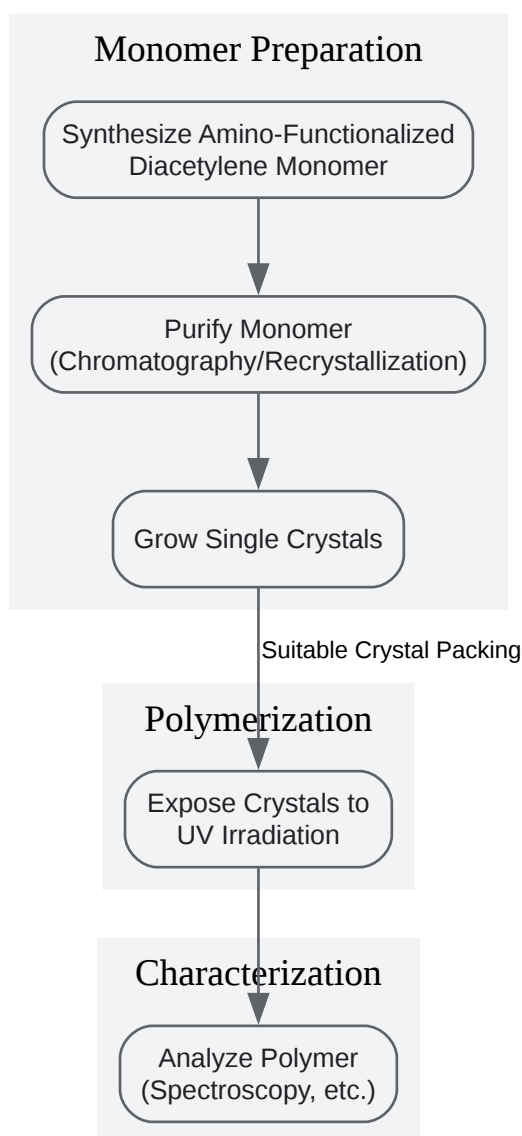 Monomer Preparation
Synthesize Amino-Functionalized
Diacetylene Monomer
Purify Monomer
(Chromatography/Recrystallization)
Grow Single Crystals
Suitable Crystal Packing
Polymerization
Expose Crystals to
UV Irradiation
Characterization
Analyze Polymer
(Spectroscopy, etc.)